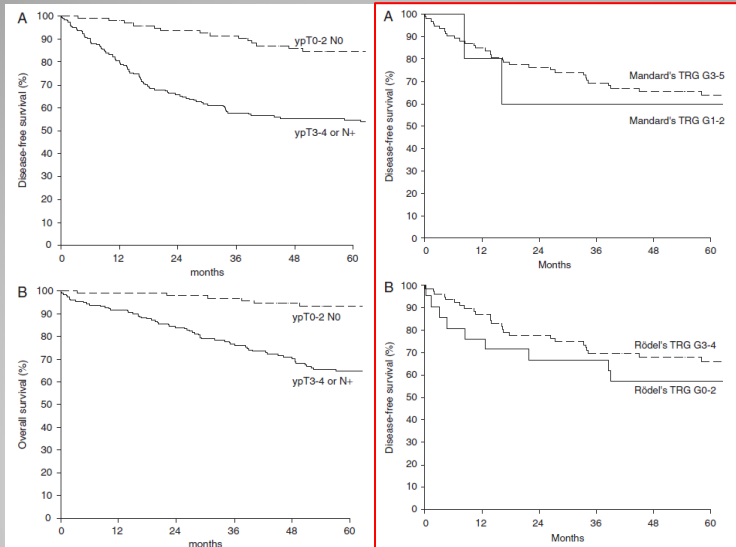 A
Disease-free survival (%)
100
90
80
70
60
50
40
30
20
10
0
ypT0-2 N0
ypT3-4 or N+
0 12 24 36 48 60
months
B
Overall survival (%)
100
90
80
70
60
50
40
30
20
10
0
ypT0-2 N0
ypT3-4 or N+
0 12 24 36 48 60
months
A
Disease-free survival (%)
100
90
80
70
60
50
40
30
20
10
0
Mandard's TRG G3-5
Mandard's TRG G1-2
0 12 24 36 48 60
Months
B
Disease-free survival (%)
100
90
80
70
60
50
40
30
20
10
0
Rödel's TRG G3-4
Rödel's TRG G0-2
0 12 24 36 48 60
Months